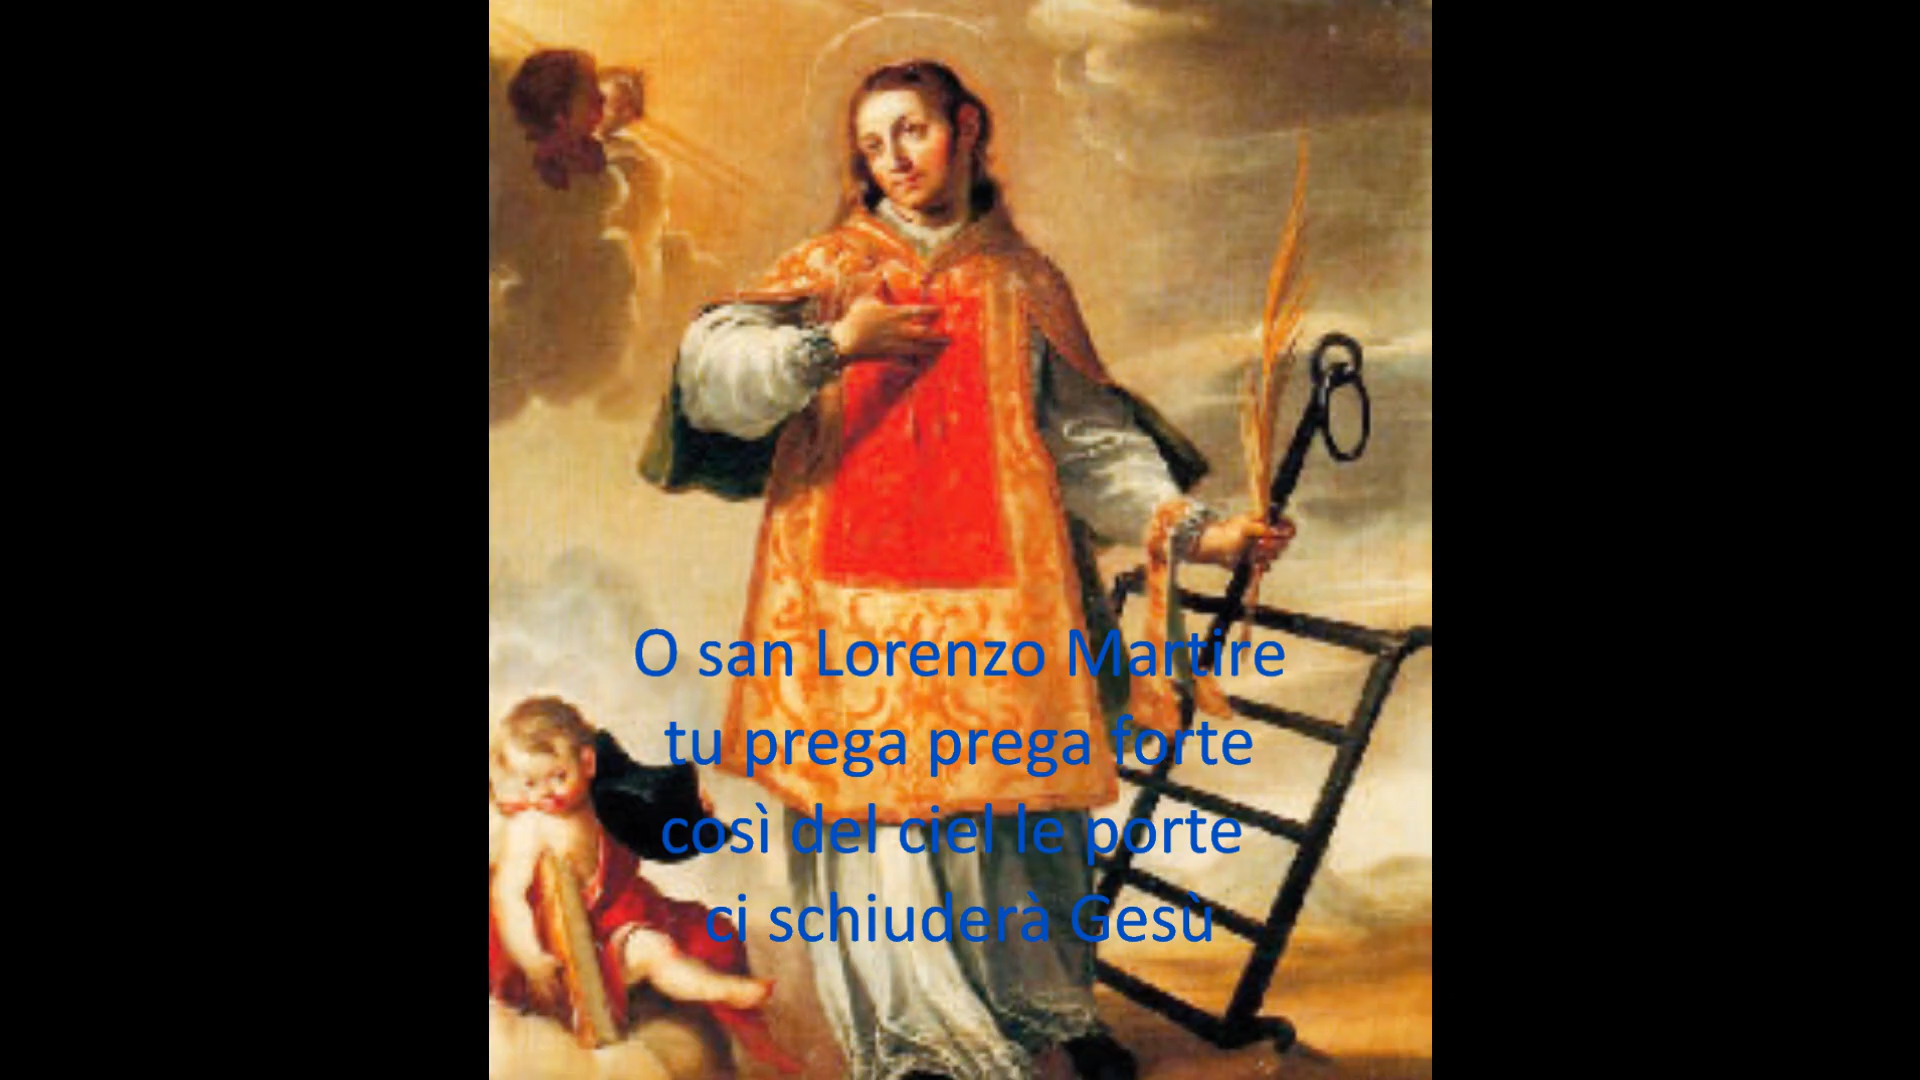 O san Lorenzo Martire
tu prega prega forte
così del ciel le porte
ci schiuderà Gesù